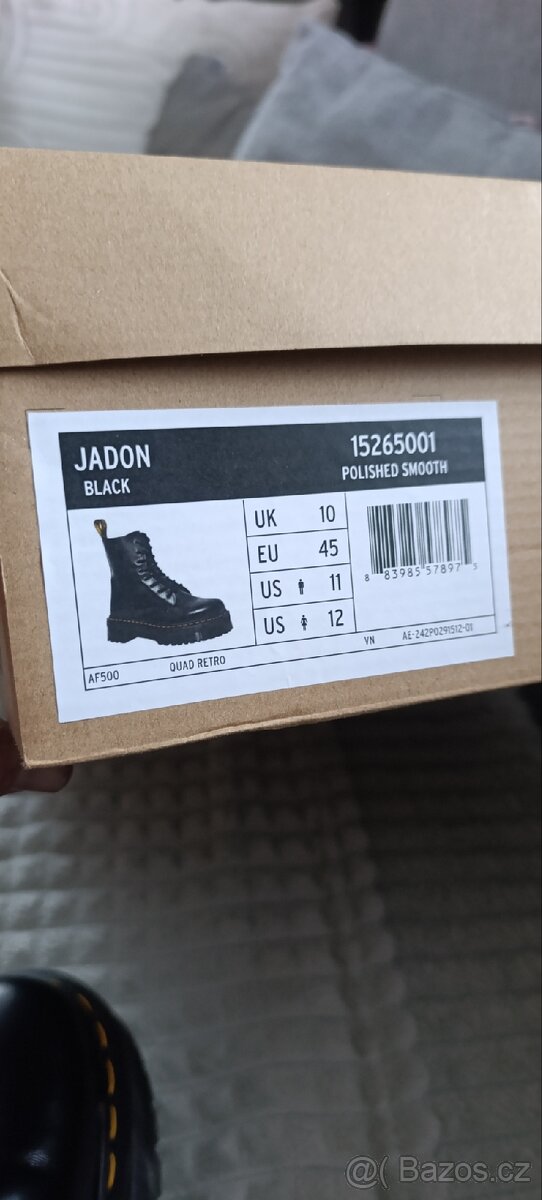 JADON
BLACK
15265001
POLISHED SMOOTH
UK 10
EU 45
US 11
US 12
8 83985 57897 5
AF500
QUAD RETRO
VN
AE-242P0291512-01
@( Bazos.cz